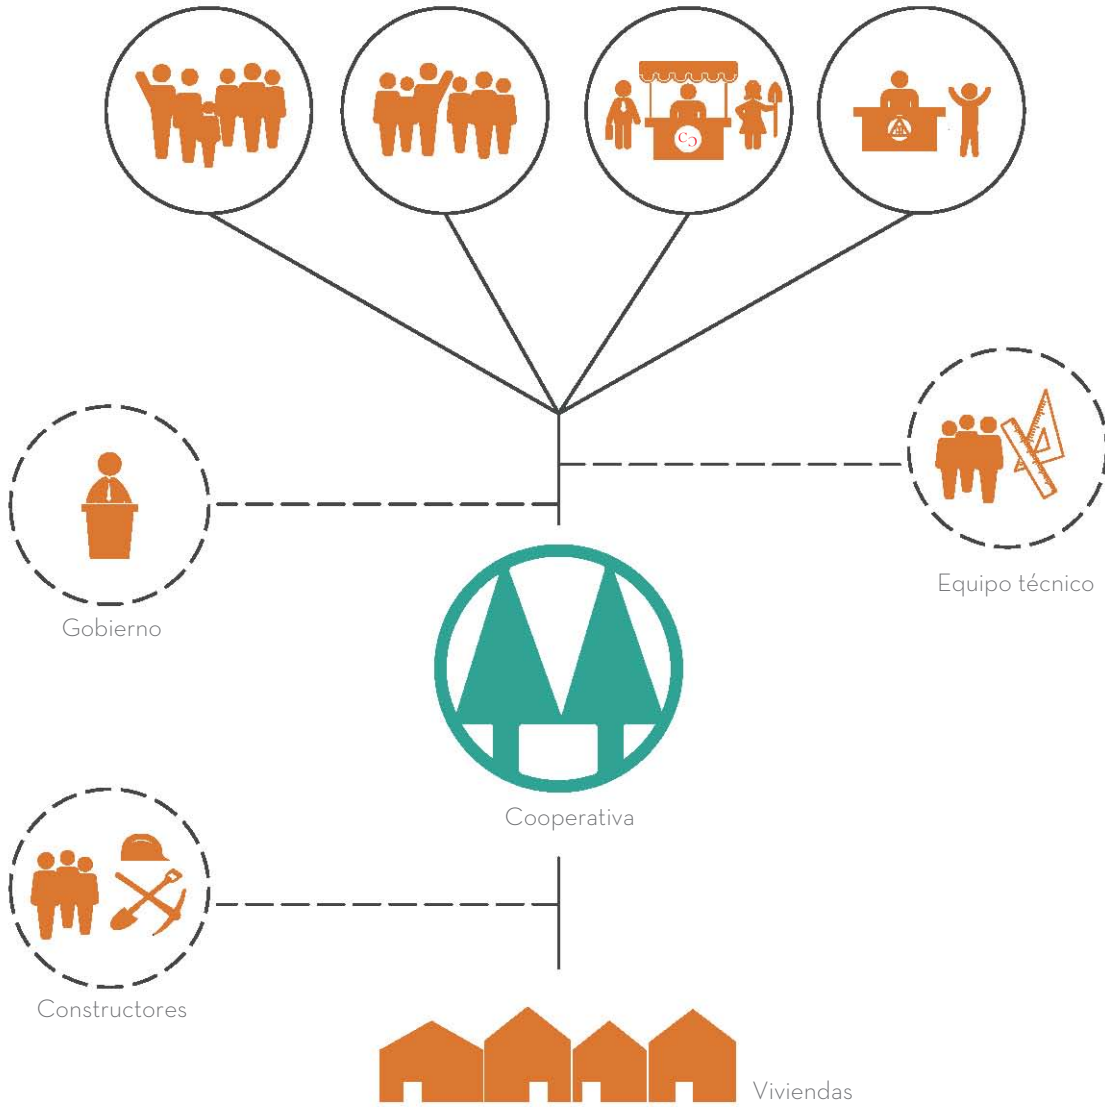 Equipo técnico
Gobierno
Cooperativa
Constructores
Viviendas